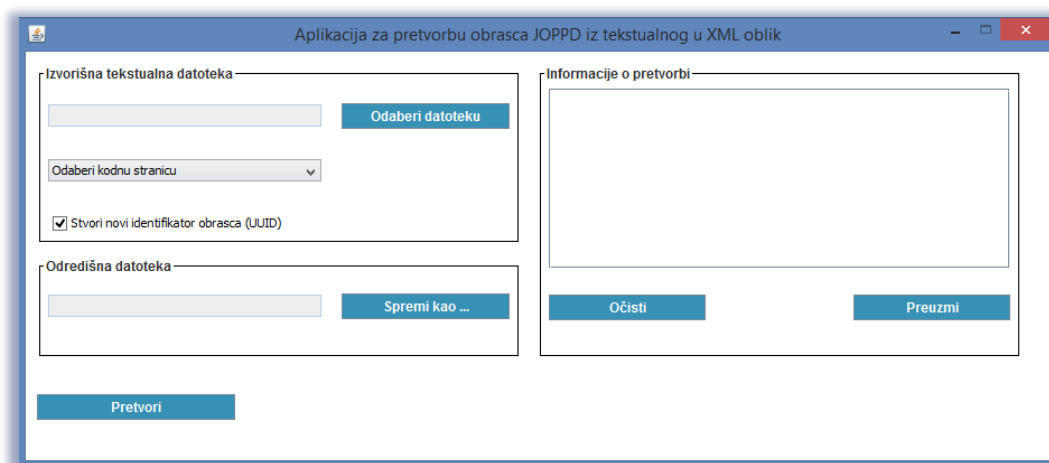 Aplikacija za pretvorbu obrasca JOPPD iz tekstualnog u XML oblik
Izvorišna tekstualna datoteka
Odaberi datoteku
Odaberi kodnu stranicu
Stvori novi identifikator obrasca (UUID)
Odredišna datoteka
Spremi kao ...
Pretvori
Informacije o pretvorbi
Očisti
Preuzmi